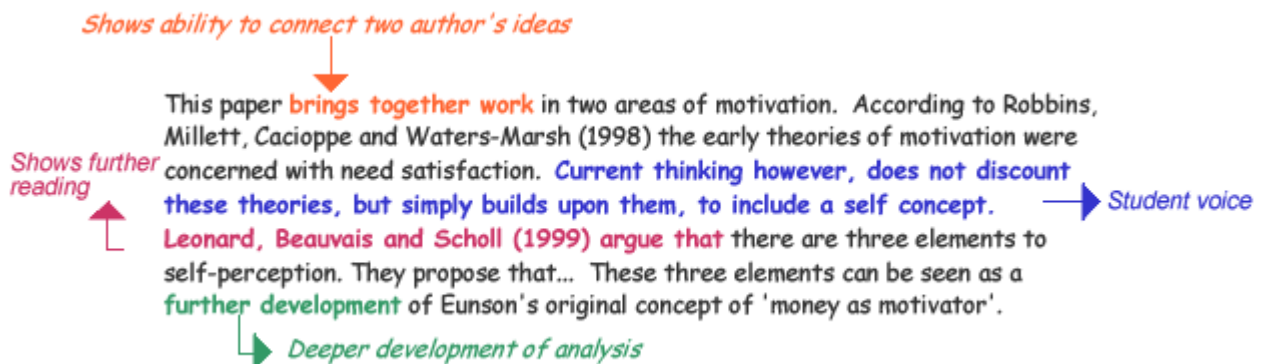 Shows ability to connect two author's ideas
This paper brings together work in two areas of motivation. According to Robbins,
Millett, Cacioppe and Waters-Marsh (1998) the early theories of motivation were
Shows further reading
concerned with need satisfaction. Current thinking however, does not discount
these theories, but simply builds upon them, to include a self concept.
Student voice
Leonard, Beauvais and Scholl (1999) argue that there are three elements to
self-perception. They propose that... These three elements can be seen as a
further development of Eunson's original concept of 'money as motivator'.
Deeper development of analysis